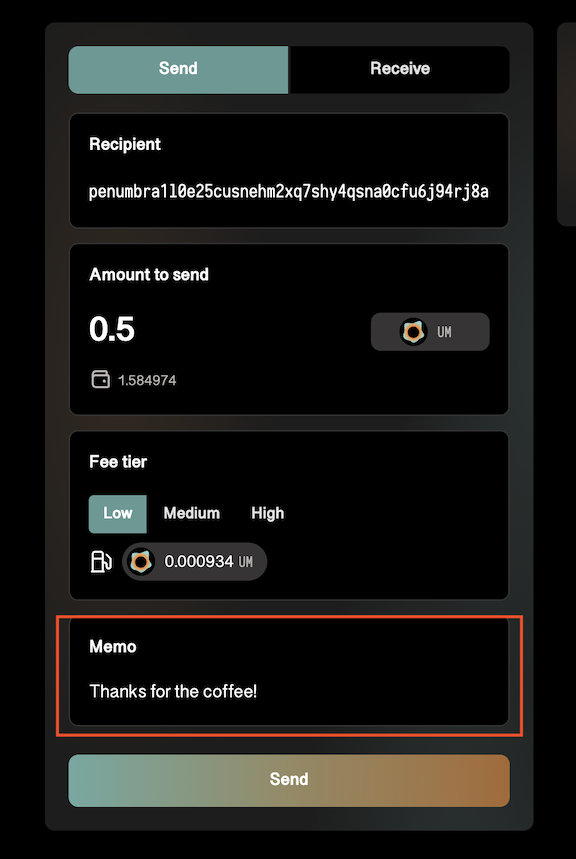 Send
Receive
Recipient
penumbra1l0e25cusnehm2xq7shy4qsna0cfu6j94rj8a
Amount to send
0.5
UM
1.584974
Fee tier
Low Medium High
0.000934 UM
Memo
Thanks for the coffee!
Send